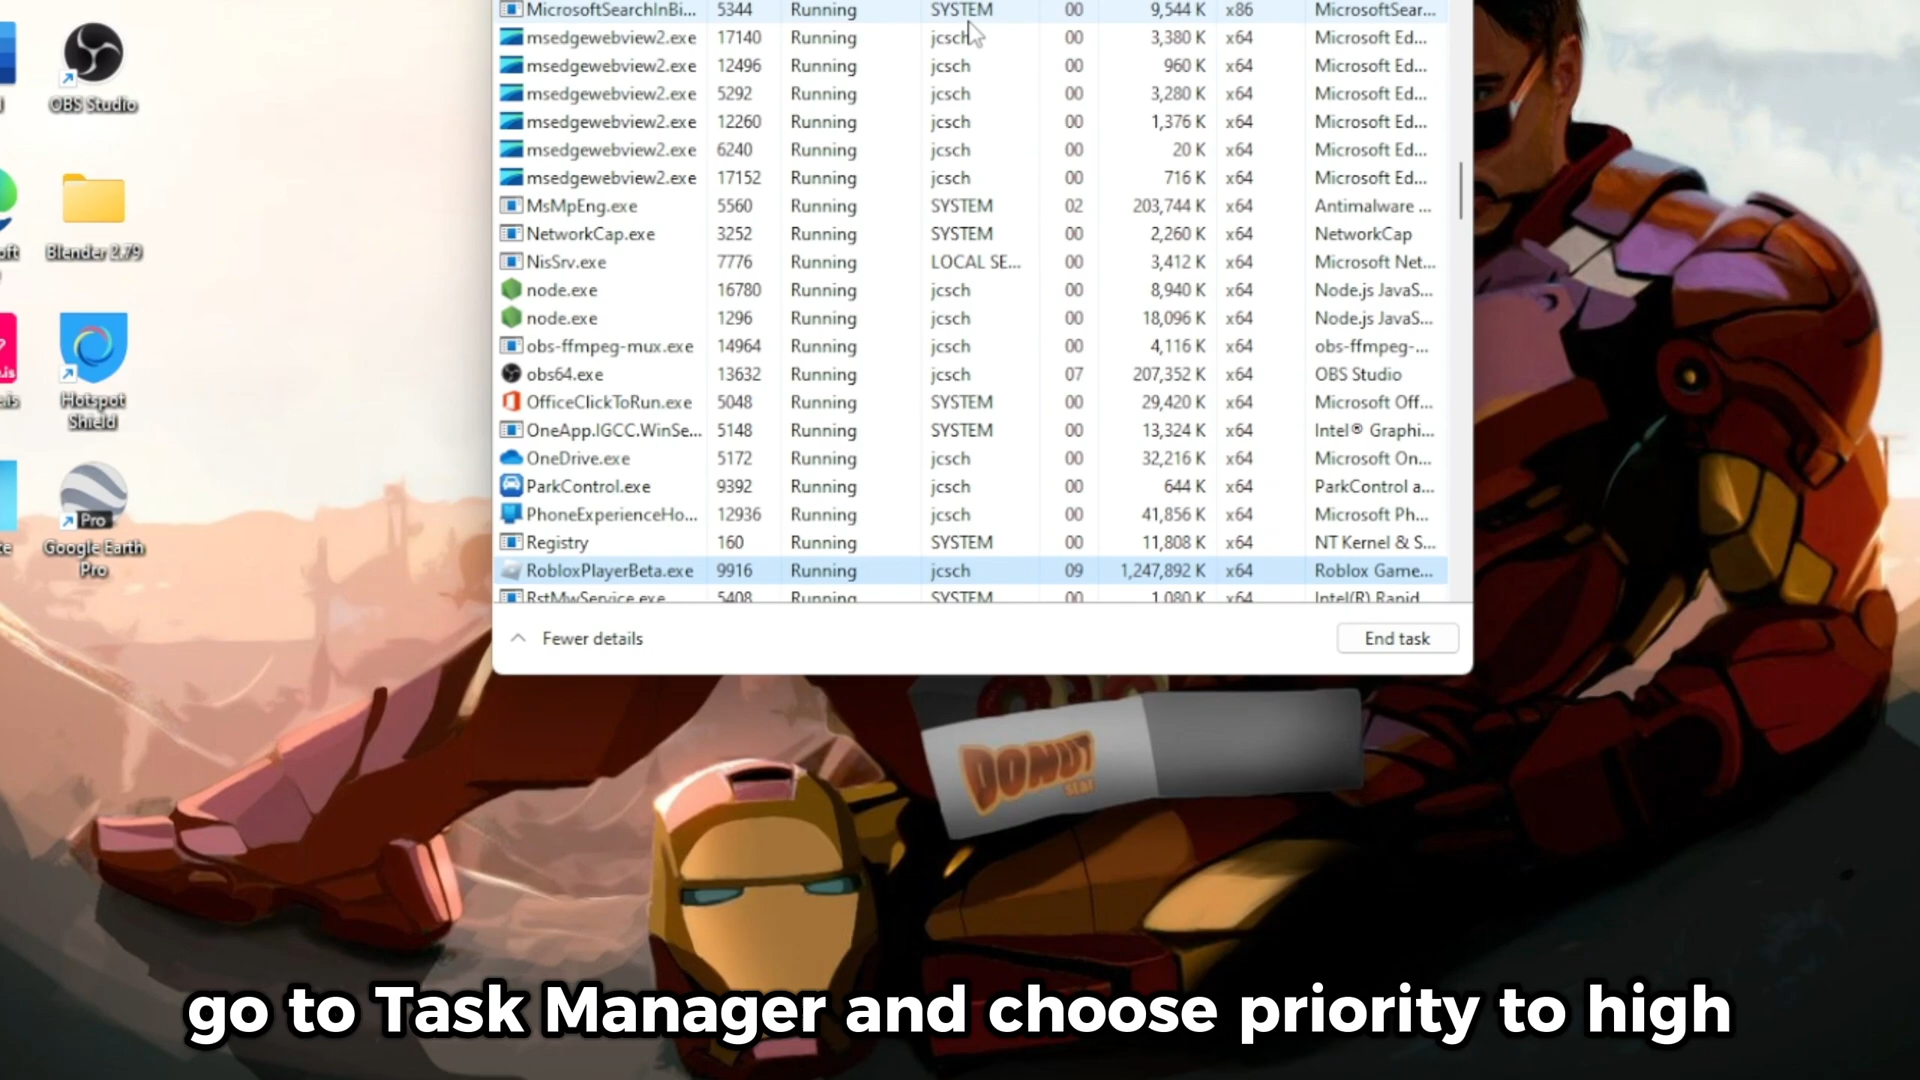 MicrosoftSearchInBi... 5344 Running SYSTEM 00 9,544 K x86 MicrosoftSear...
msedgewebview2.exe 17140 Running jcsch 00 3,380 K x64 Microsoft Ed...
msedgewebview2.exe 12496 Running jcsch 00 960 K x64 Microsoft Ed...
msedgewebview2.exe 5292 Running jcsch 00 3,280 K x64 Microsoft Ed...
msedgewebview2.exe 12260 Running jcsch 00 1,376 K x64 Microsoft Ed...
msedgewebview2.exe 6240 Running jcsch 00 20 K x64 Microsoft Ed...
msedgewebview2.exe 17152 Running jcsch 00 716 K x64 Microsoft Ed...
MsMpEng.exe 5560 Running SYSTEM 02 203,744 K x64 Antimalware ...
NetworkCap.exe 3252 Running SYSTEM 00 2,260 K x64 NetworkCap
NisSrv.exe 7776 Running LOCAL SE... 00 3,412 K x64 Microsoft Net...
node.exe 16780 Running jcsch 00 8,940 K x64 Node.js JavaS...
node.exe 1296 Running jcsch 00 18,096 K x64 Node.js JavaS...
obs-ffmpeg-mux.exe 14964 Running jcsch 00 4,116 K x64 obs-ffmpeg-...
obs64.exe 13632 Running jcsch 07 207,352 K x64 OBS Studio
OfficeClickToRun.exe 5048 Running SYSTEM 00 29,420 K x64 Microsoft Off...
OneApp.IGCC.WinSe... 5148 Running SYSTEM 00 13,324 K x64 Intel® Graphi...
OneDrive.exe 5172 Running jcsch 00 32,216 K x64 Microsoft On...
ParkControl.exe 9392 Running jcsch 00 644 K x64 ParkControl a...
PhoneExperienceHo... 12936 Running jcsch 00 41,856 K x64 Microsoft Ph...
Registry 160 Running SYSTEM 00 11,808 K x64 NT Kernel & S...
RobloxPlayerBeta.exe 9916 Running jcsch 09 1,247,892 K x64 Roblox Game...
RstMwService.exe 5408 Running SYSTEM 00 1,080 K x64 Intel(R) Rapid
Fewer details
End task
OBS Studio
Blender 2.79
Hotspot
Shield
Pro
Google Earth
Pro
DONUT
go to Task Manager and choose priority to high